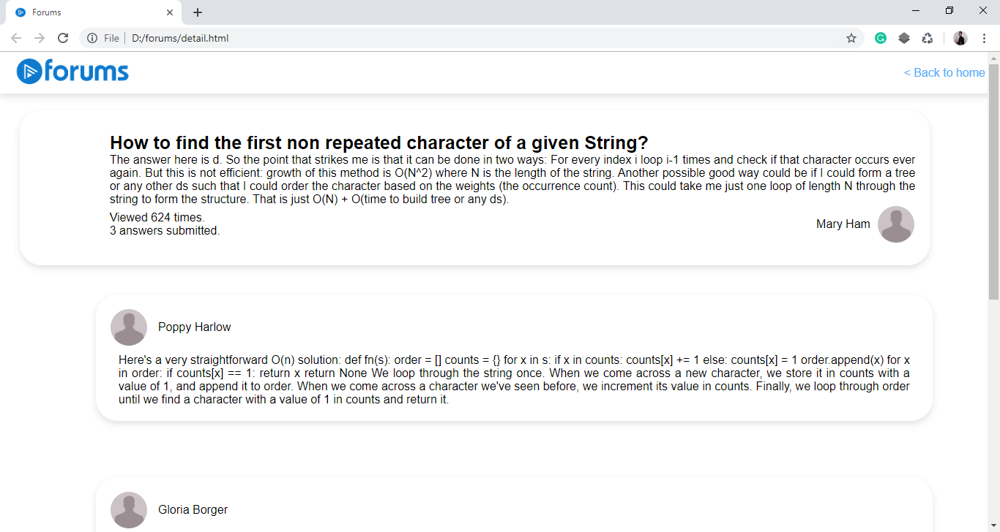 Forums
File
D:/forums/detail.html
forums
< Back to home
How to find the first non repeated character of a given String?
The answer here is d. So the point that strikes me is that it can be done in two ways: For every index i loop i-1 times and check if that character occurs ever
again. But this is not efficient: growth of this method is O(N^2) where N is the length of the string. Another possible good way could be if I could form a tree
or any other ds such that I could order the character based on the weights (the occurrence count). This could take me just one loop of length N through the
string to form the structure. That is just O(N) + O(time to build tree or any ds).
Viewed 624 times.
3 answers submitted.
Mary Ham
Poppy Harlow
Here's a very straightforward O(n) solution: def fn(s): order = [] counts = {} for x in s: if x in counts: counts[x] += 1 else: counts[x] = 1 order.append(x) for x
in order: if counts[x] == 1: return x return None We loop through the string once. When we come across a new character, we store it in counts with a
value of 1, and append it to order. When we come across a character we've seen before, we increment its value in counts. Finally, we loop through order
until we find a character with a value of 1 in counts and return it.
Gloria Borger